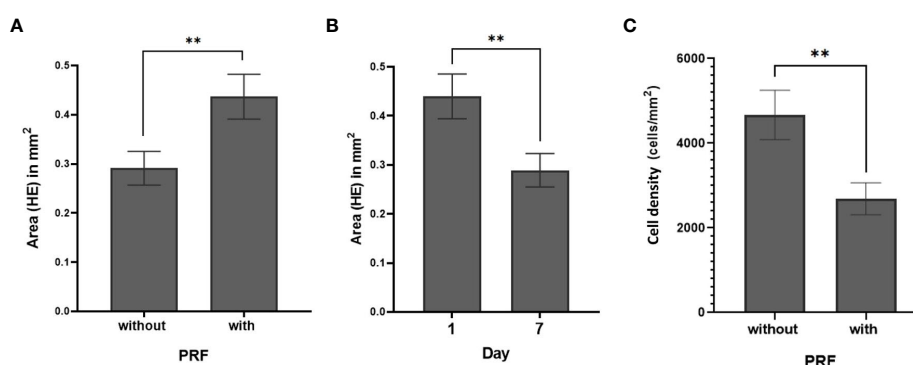 A
**
Area (HE) in mm²
0.5
0.4
0.3
0.2
0.1
0.0
without
with
PRF
B
**
Area (HE) in mm²
0.5
0.4
0.3
0.2
0.1
0.0
1
7
Day
C
**
Cell density (cells/mm²)
6000
4000
2000
0
without
with
PRF